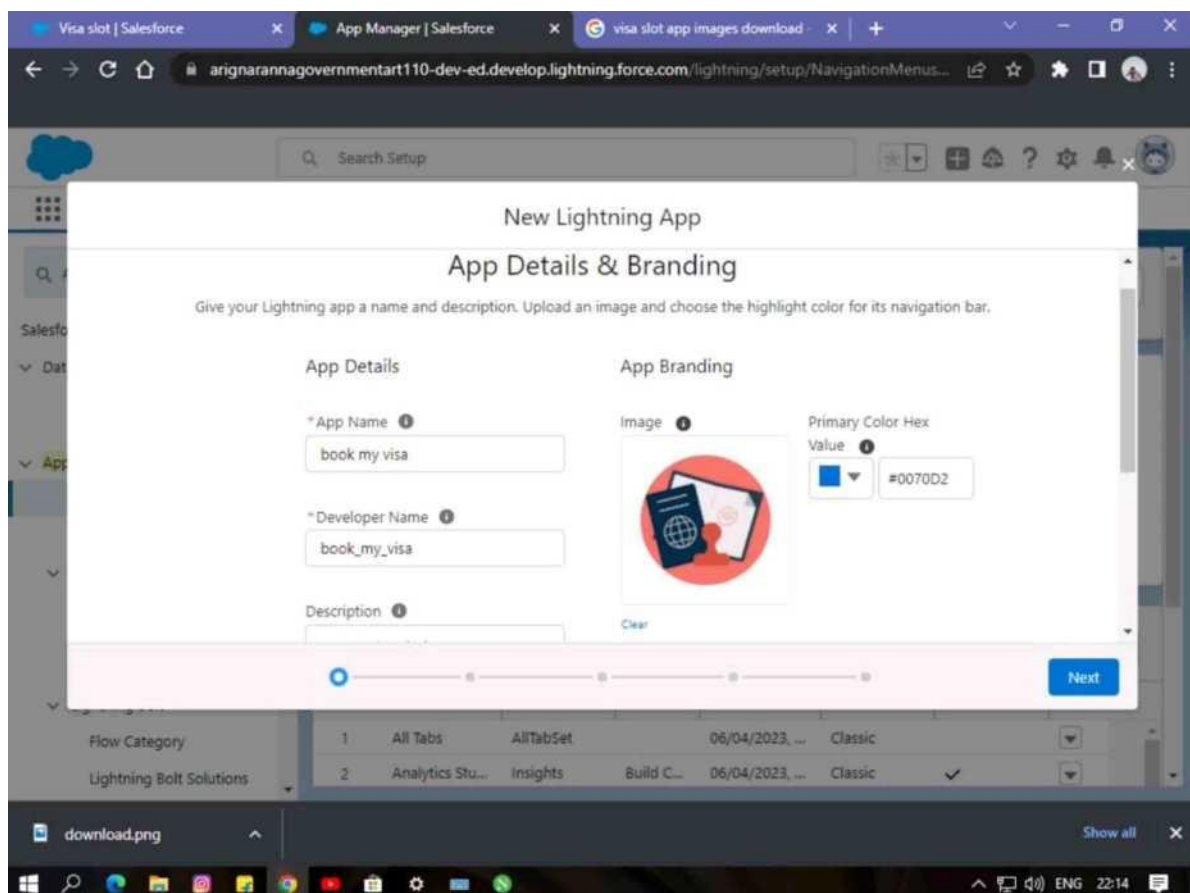 Visa slot | Salesforce
App Manager | Salesforce
visa slot app images download -
arignarannagovernmentart110-dev-ed.develop.lightning.force.com/lightning/setup/NavigationMenus...
Search Setup
New Lightning App
App Details & Branding
Give your Lightning app a name and description. Upload an image and choose the highlight color for its navigation bar.
Salesfo
Dat
App
App Details
App Branding
*App Name
Image
Primary Color Hex
Value
book my visa
#0070D2
*Developer Name
book_my_visa
Description
Clear
Next
Flow Category
1 All Tabs AllTabSet 06/04/2023, ... Classic
Lightning Bolt Solutions
2 Analytics Stu... Insights Build C... 06/04/2023, ... Classic
download.png
Show all
ENG 22:14